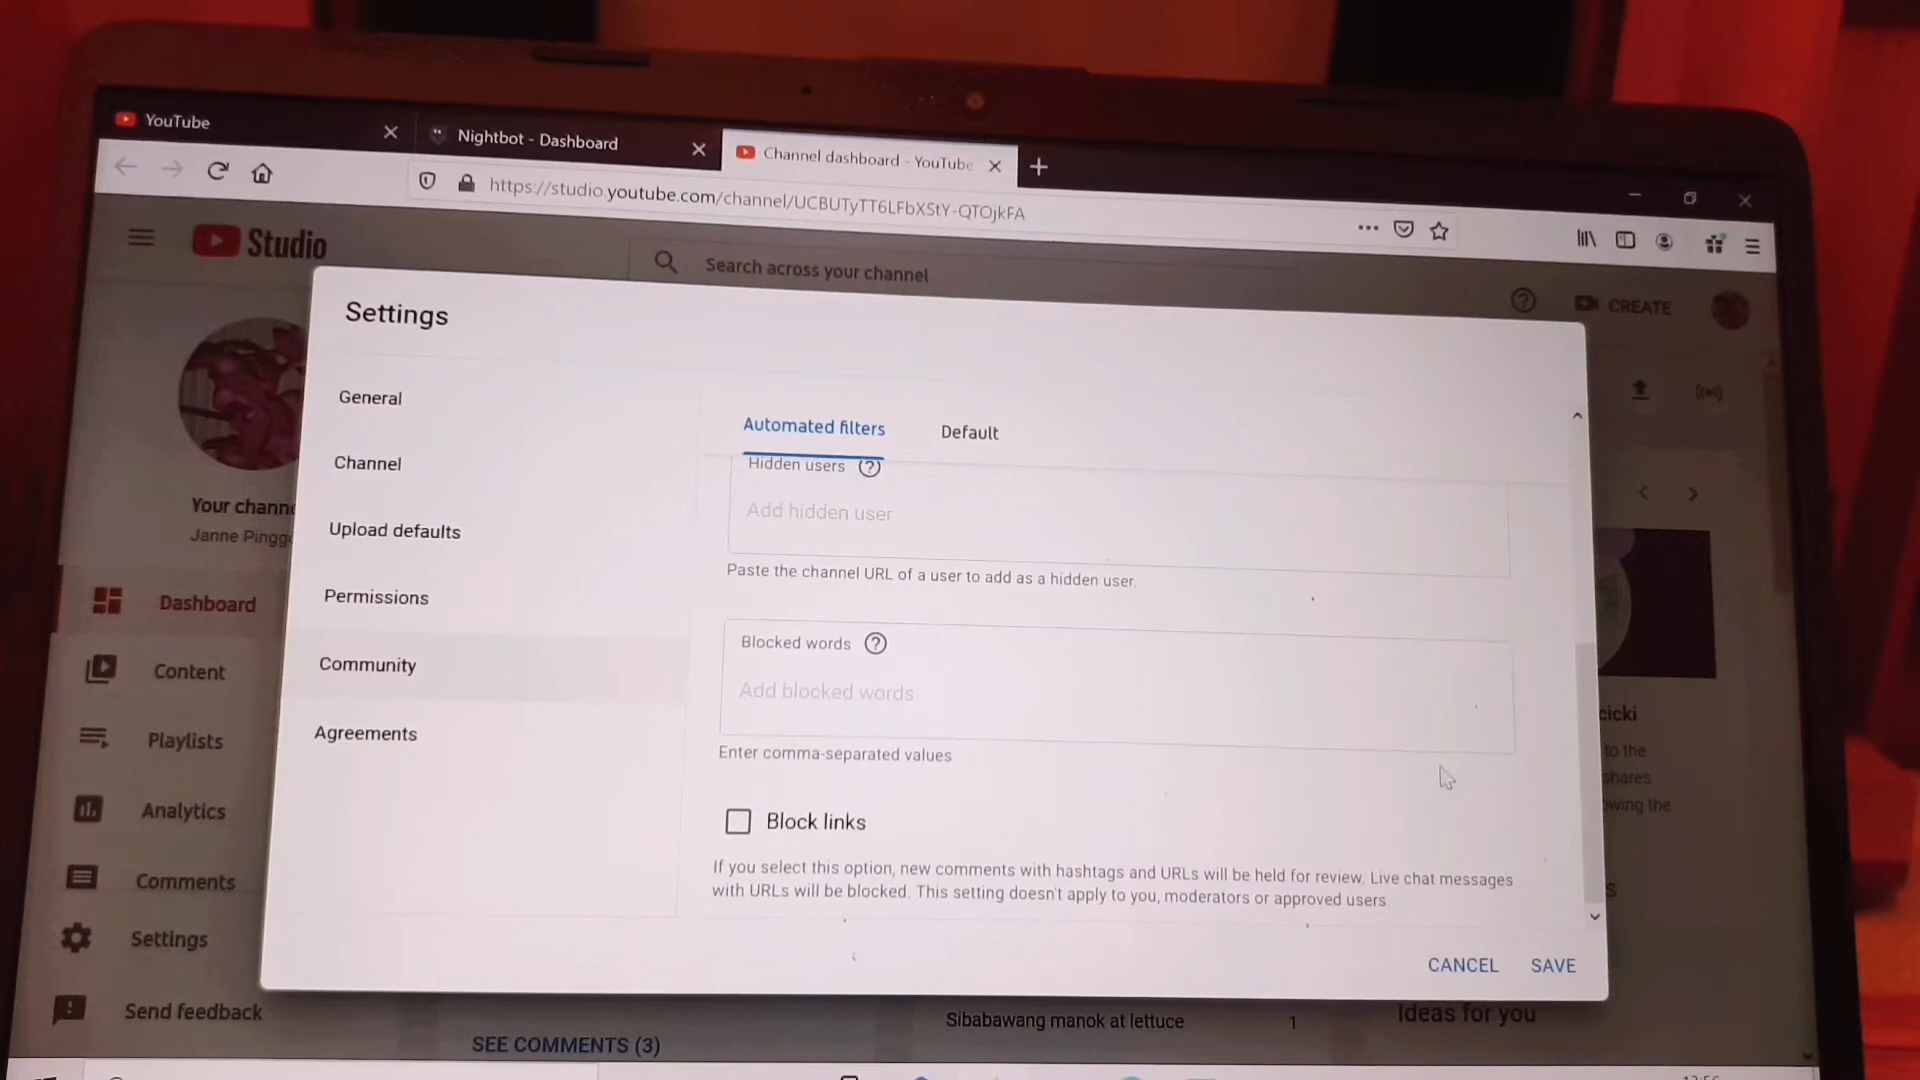 YouTube
Nightbot - Dashboard
Channel dashboard - YouTube
https://studio.youtube.com/channel/UCBUTyTT6LFbXStY-QTOjkFA
Studio
Search across your channel
CREATE
Settings
General
Channel
Upload defaults
Permissions
Community
Agreements
Automated filters
Default
Hidden users
Add hidden user
Paste the channel URL of a user to add as a hidden user.
Blocked words
Add blocked words
Enter comma-separated values
Block links
If you select this option, new comments with hashtags and URLs will be held for review. Live chat messages
with URLs will be blocked. This setting doesn't apply to you, moderators or approved users.
CANCEL
SAVE
Your chann
Janne Pingg
Dashboard
Content
Playlists
Analytics
Comments
Settings
Send feedback
cicki
to the
shares
owing the
SEE COMMENTS (3)
Sibabawang manok at lettuce
1
Ideas for you